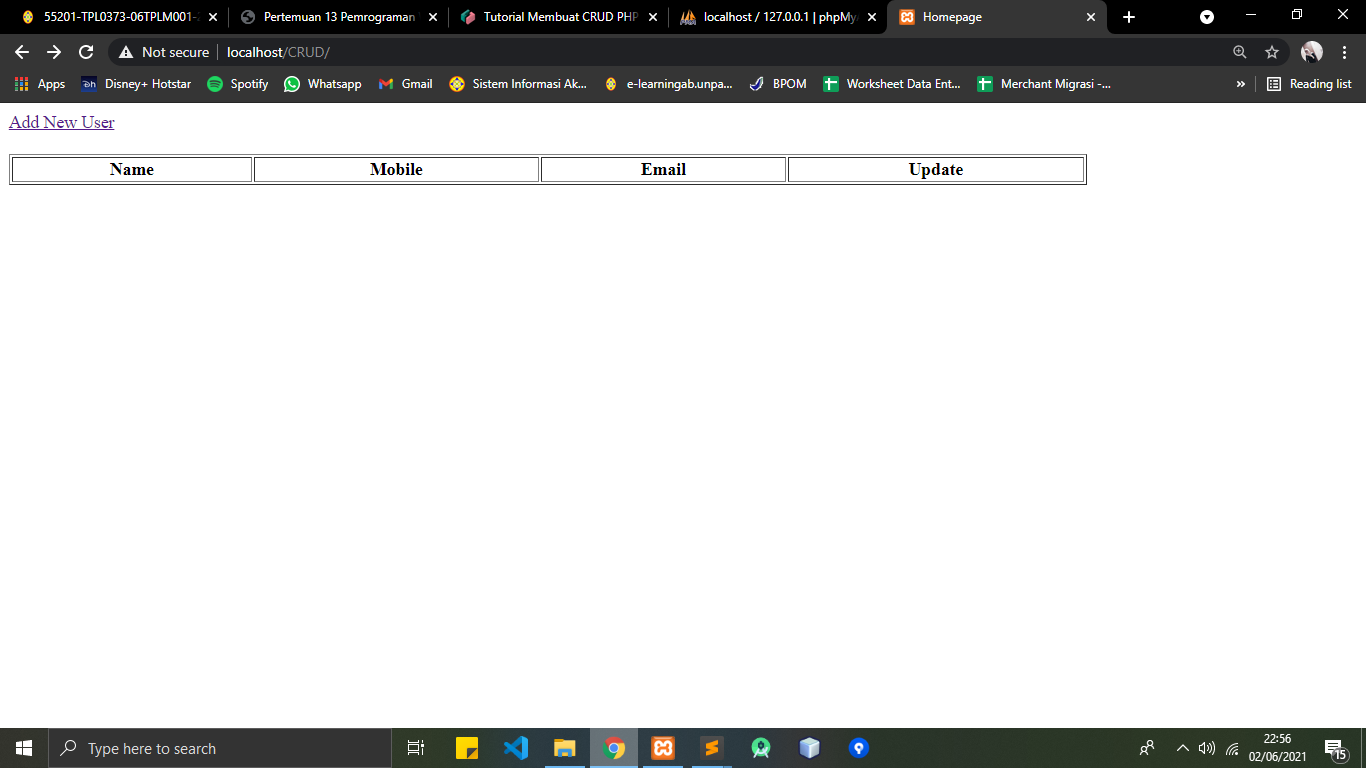 55201-TPL0373-06TPLM001-
Pertemuan 13 Pemrograman
Tutorial Membuat CRUD PHP
localhost / 127.0.0.1 | phpMy
Homepage
Not secure localhost/CRUD/
Apps Disney+ Hotstar Spotify Whatsapp Gmail Sistem Informasi Ak... e-learningab.unpa... BPOM Worksheet Data Ent... Merchant Migrasi -... » Reading list
Add New User
Name Mobile Email Update
Type here to search
22:56
02/06/2021
15